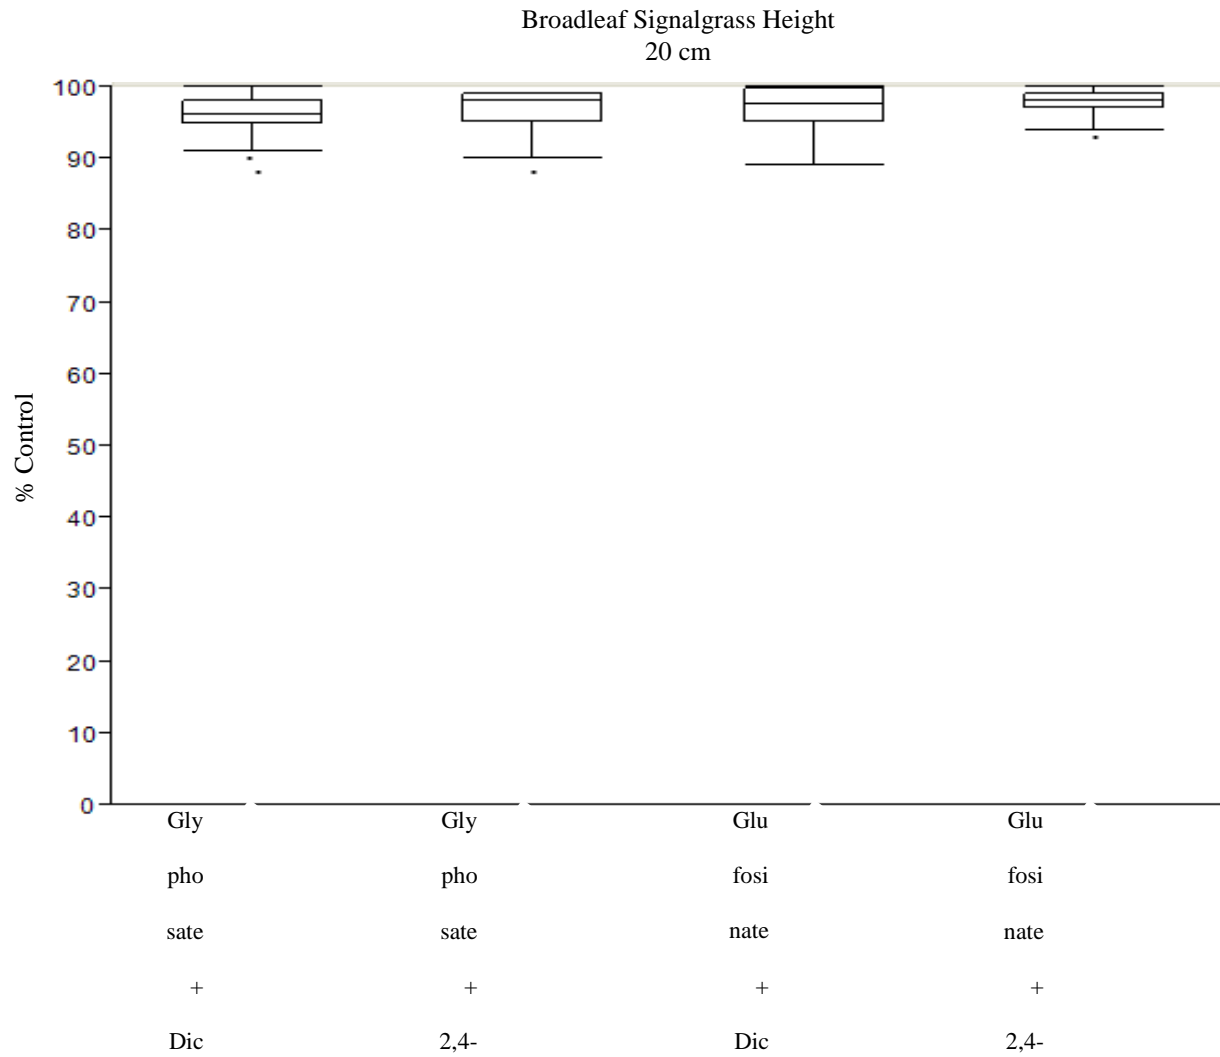 Broadleaf Signalgrass Height
20 cm
100
90
80
70
60
50
40
30
20
10
0
% Control
Gly Gly Glu Glu
pho pho fosi fosi
sate sate nate nate
+ + + +
Dic 2,4- Dic 2,4-